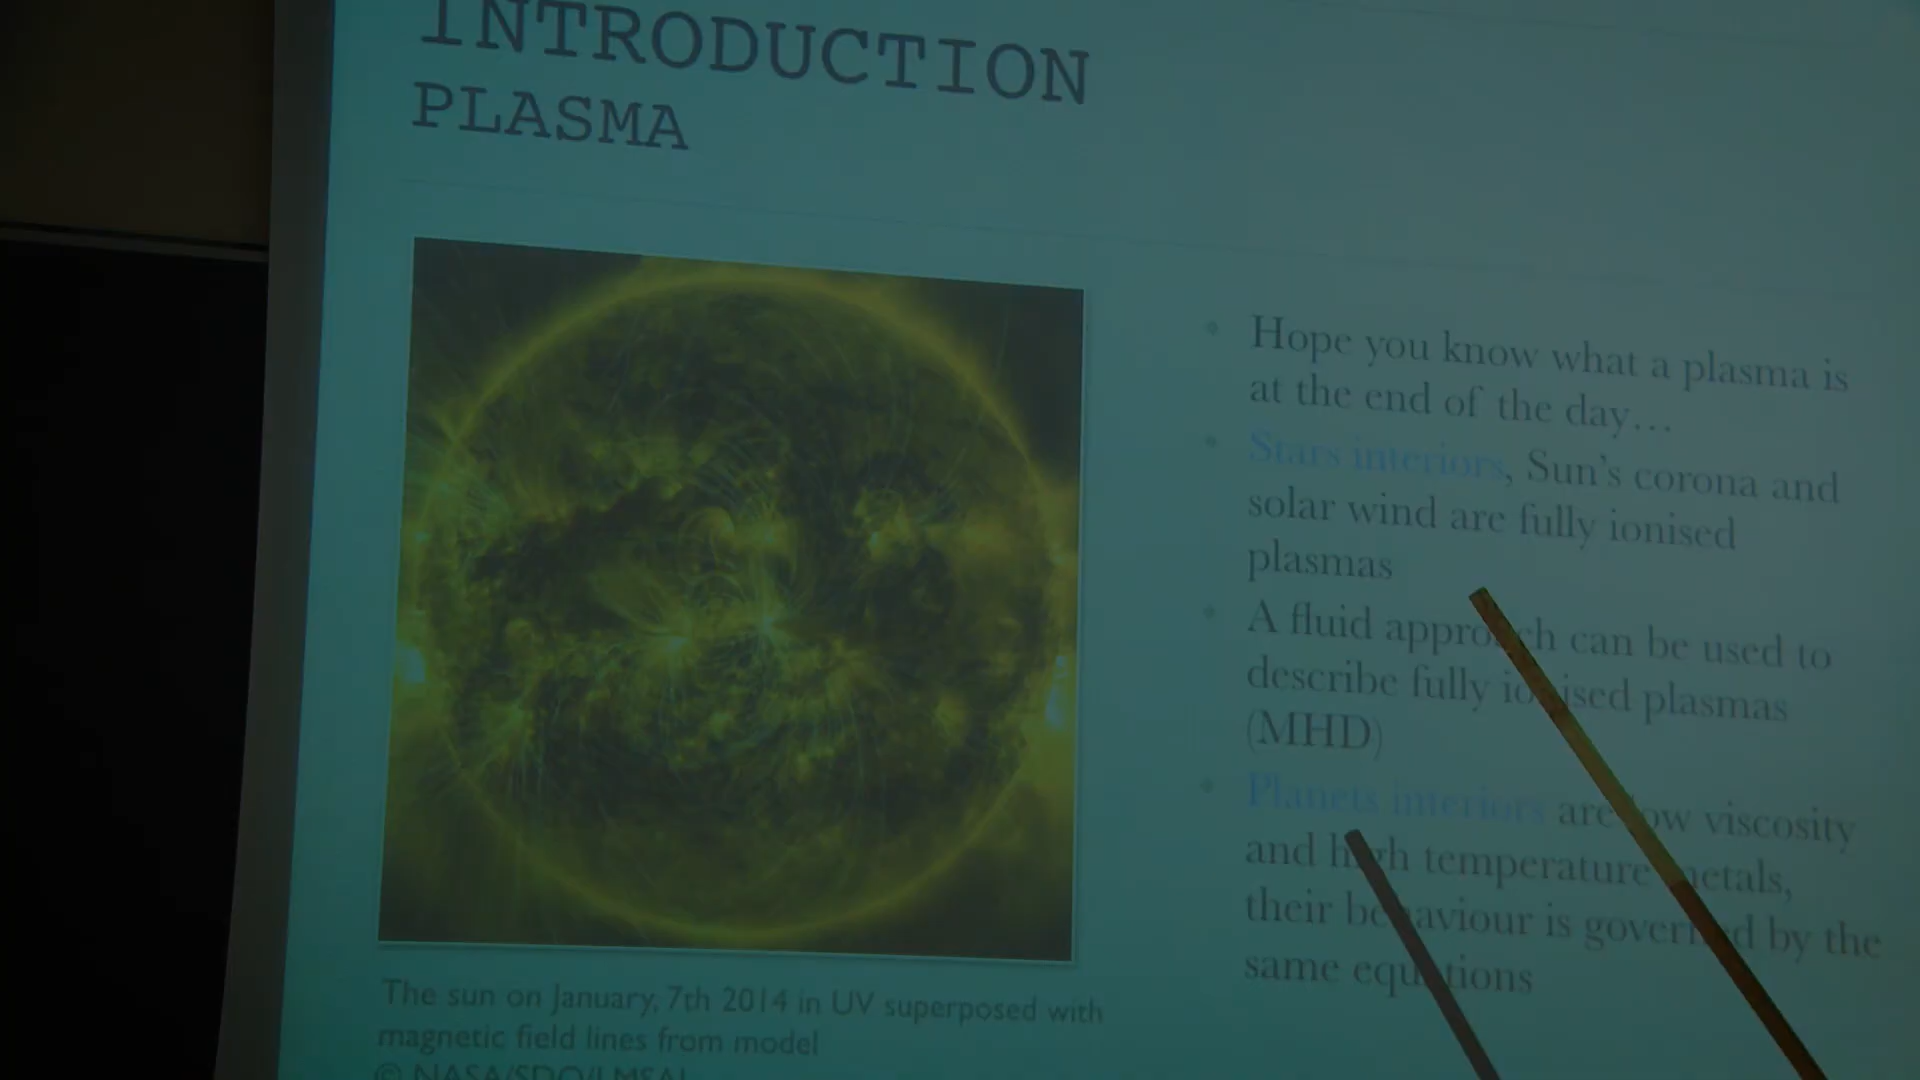 INTRODUCTION
PLASMA
Hope you know what a plasma is
at the end of the day…
Stars interiors, Sun's corona and
solar wind are fully ionised
plasmas
A fluid approach can be used to
describe fully ionised plasmas
(MHD)
Planets interiors are low viscosity
and high temperature metals,
their behaviour is governed by the
same equations
The sun on January, 7th 2014 in UV superposed with
magnetic field lines from model
© NASA/SDO/LMSAL